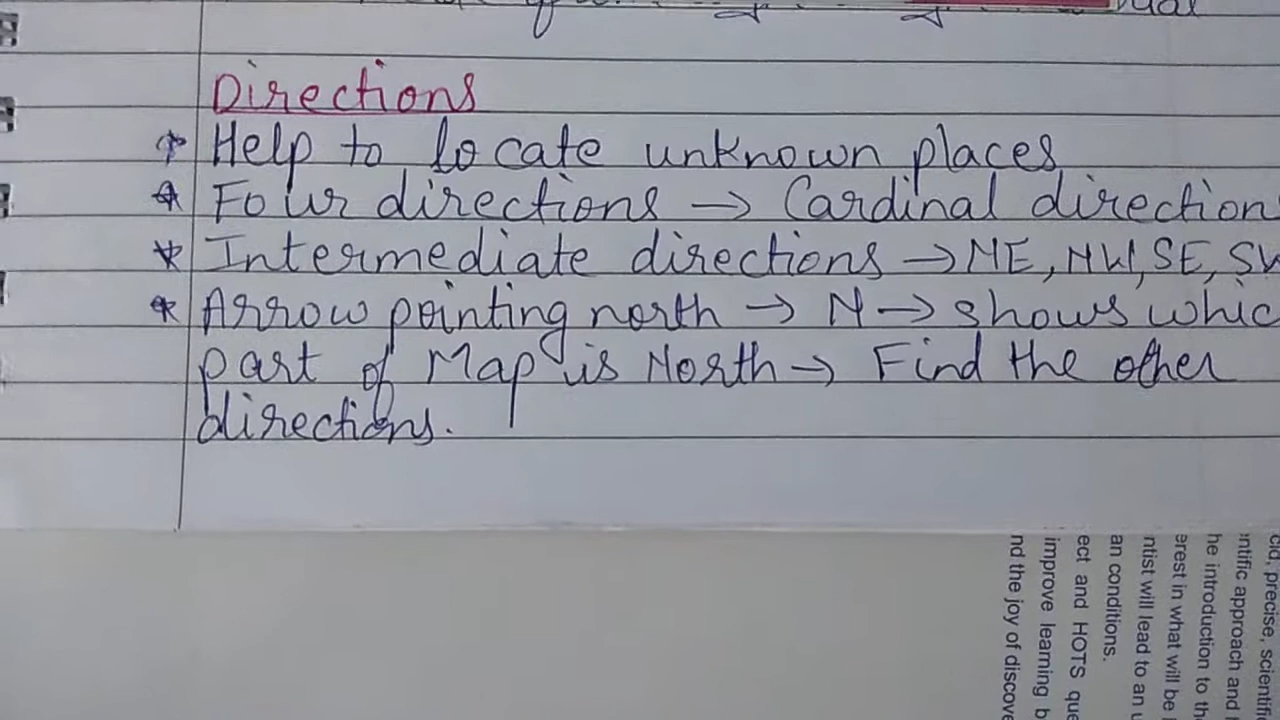 Directions
* Help to locate unknown places
* Four directions → Cardinal direction
* Intermediate directions → NE, NW, SE, SW
* Arrow pointing north → N → shows whic
part of Map is North → Find the other
directions.
cid, precise, scientifi
ntific approach and
he introduction to th
erest in what will be
ntist will lead to an u
an conditions.
ect and HOTS que
improve learning b
nd the joy of discove